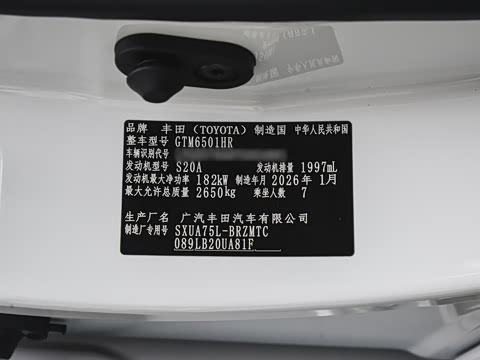 品牌 丰田(TOYOTA) 制造国 中华人民共和国
整车型号 GTM6501HR
车辆识别代号
发动机型号 S20A 发动机排量 1997mL
发动机最大净功率 182kW 制造年月 2026年 1月
最大允许总质量 2650kg 乘坐人数 7
生产厂名 广汽丰田汽车有限公司
制造厂专用号 SXUA75L-BRZMTC
089LB20UA81F